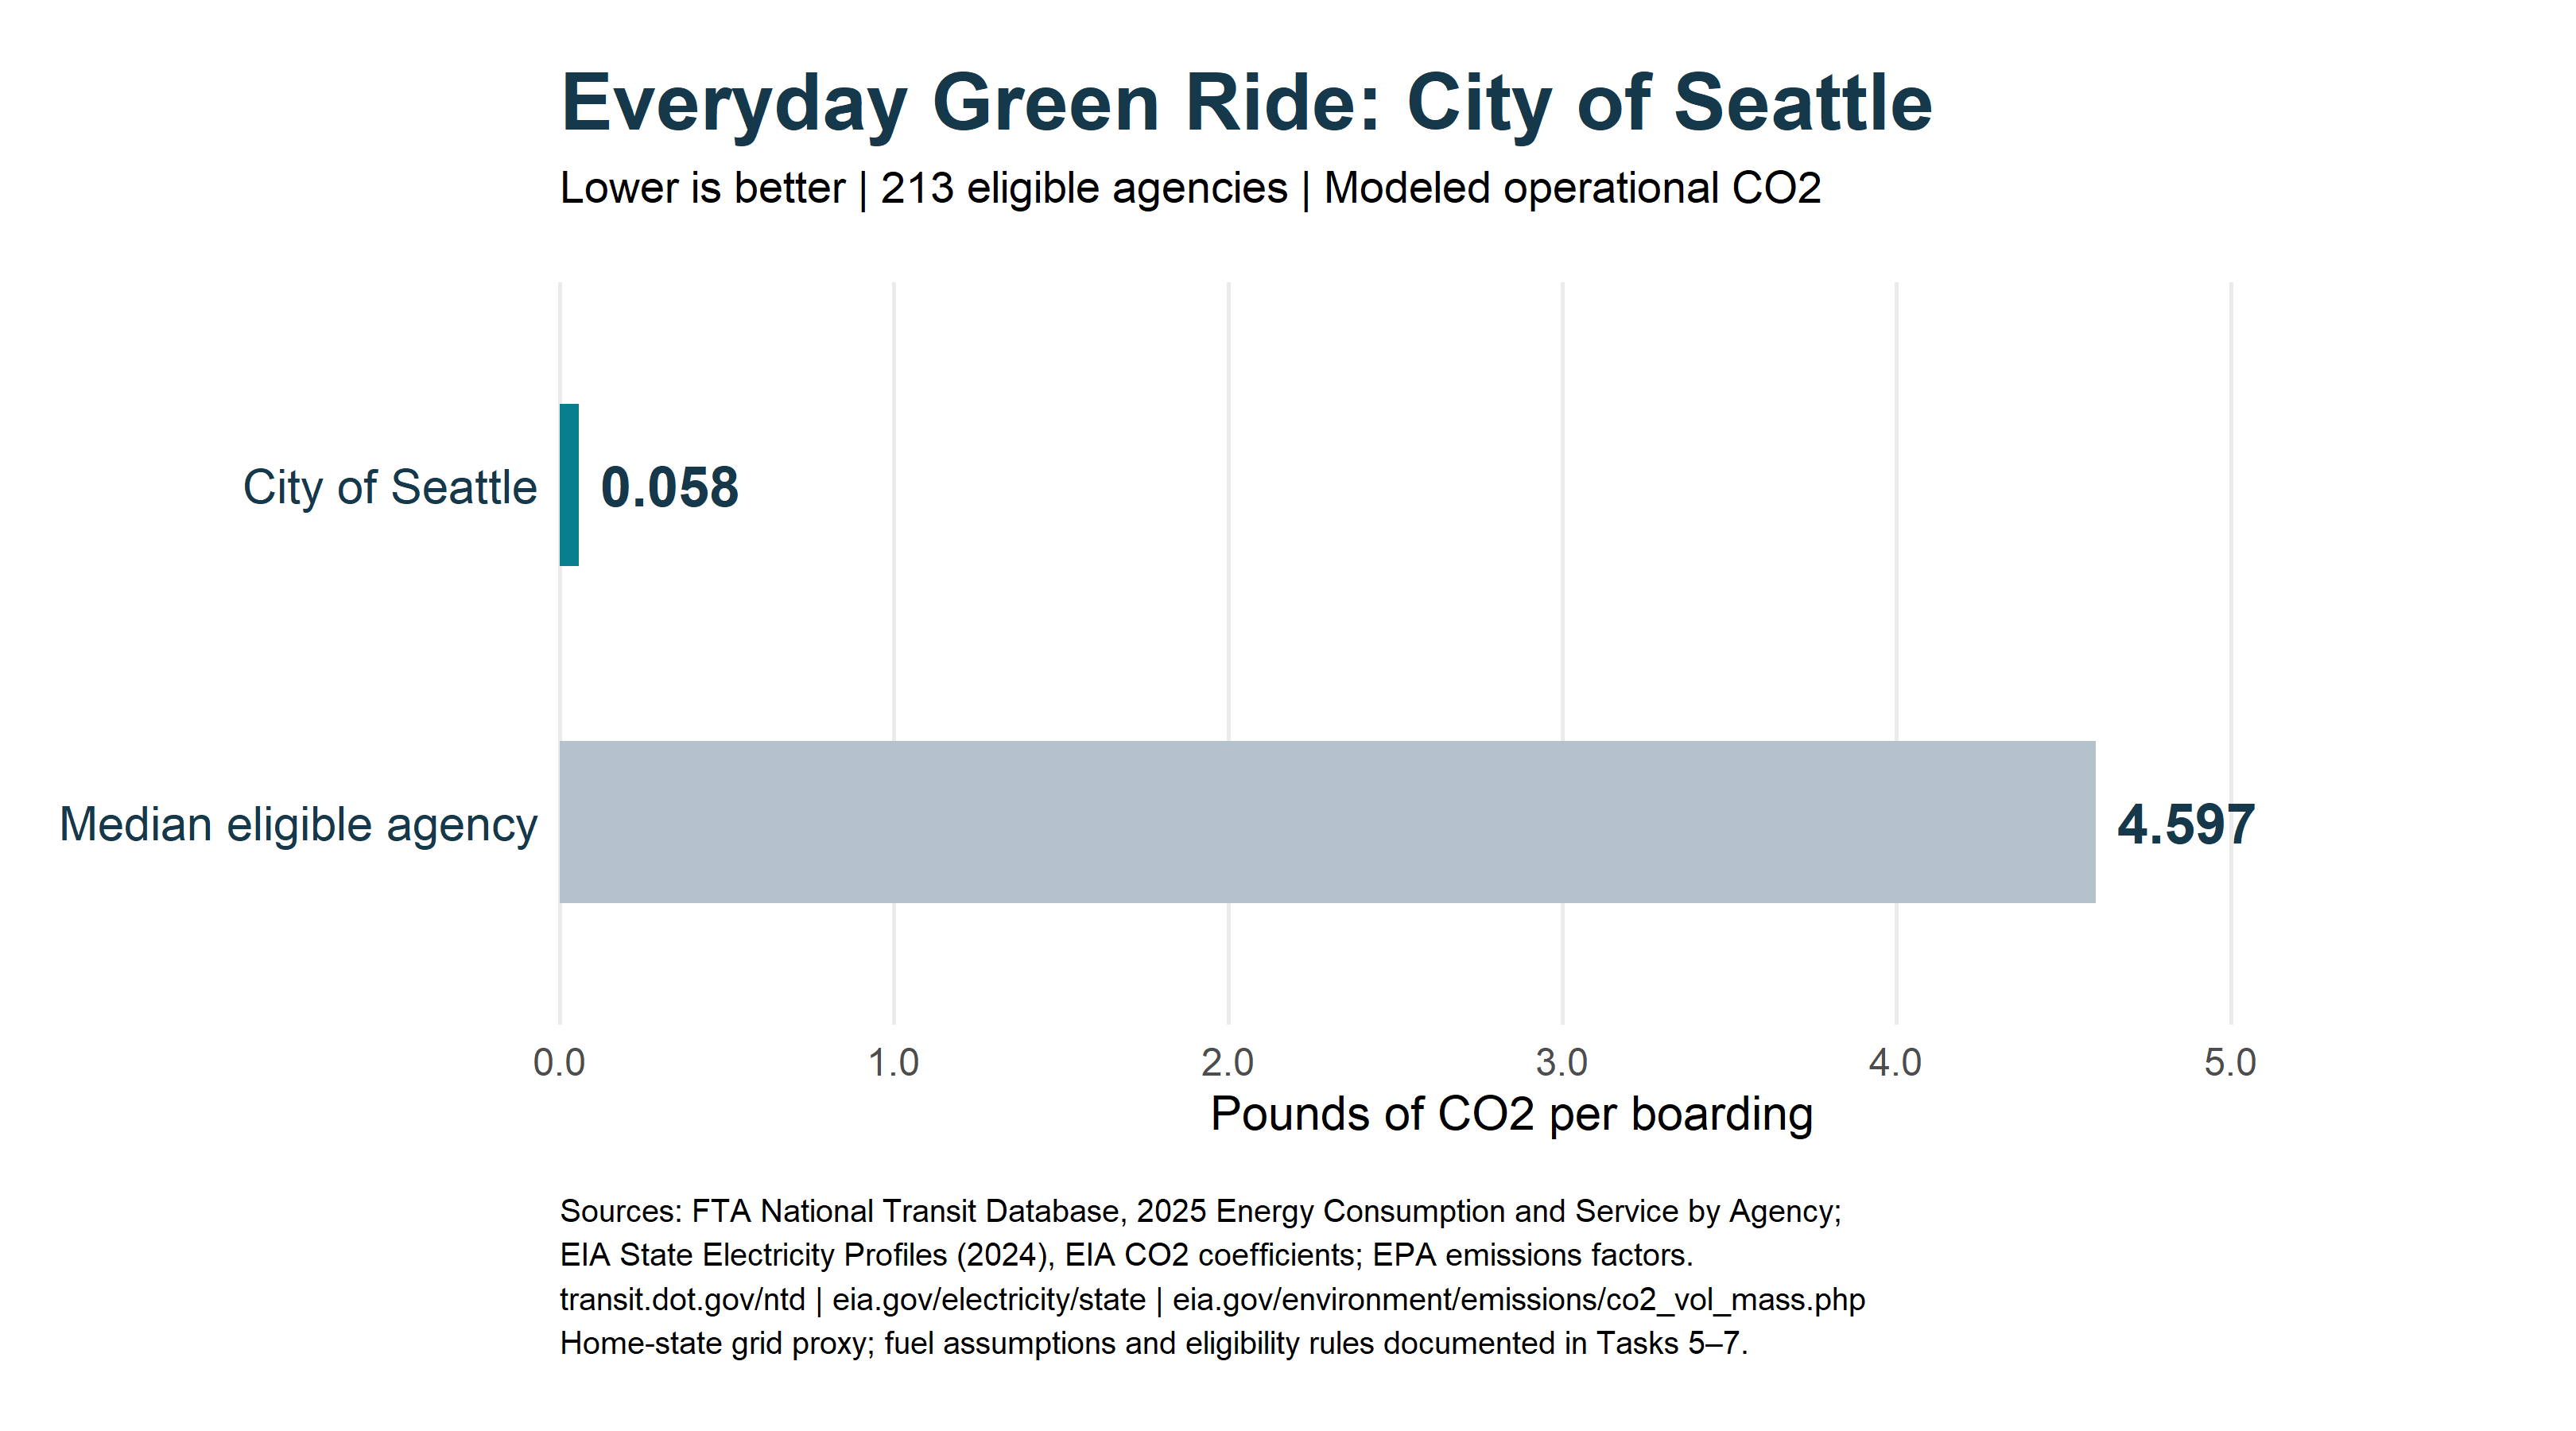 Everyday Green Ride: City of Seattle
Lower is better | 213 eligible agencies | Modeled operational CO2
City of Seattle
0.058
Median eligible agency
4.597
0.0
1.0
2.0
3.0
4.0
5.0
Pounds of CO2 per boarding
Sources: FTA National Transit Database, 2025 Energy Consumption and Service by Agency;
EIA State Electricity Profiles (2024), EIA CO2 coefficients; EPA emissions factors.
transit.dot.gov/ntd | eia.gov/electricity/state | eia.gov/environment/emissions/co2_vol_mass.php
Home-state grid proxy; fuel assumptions and eligibility rules documented in Tasks 5–7.